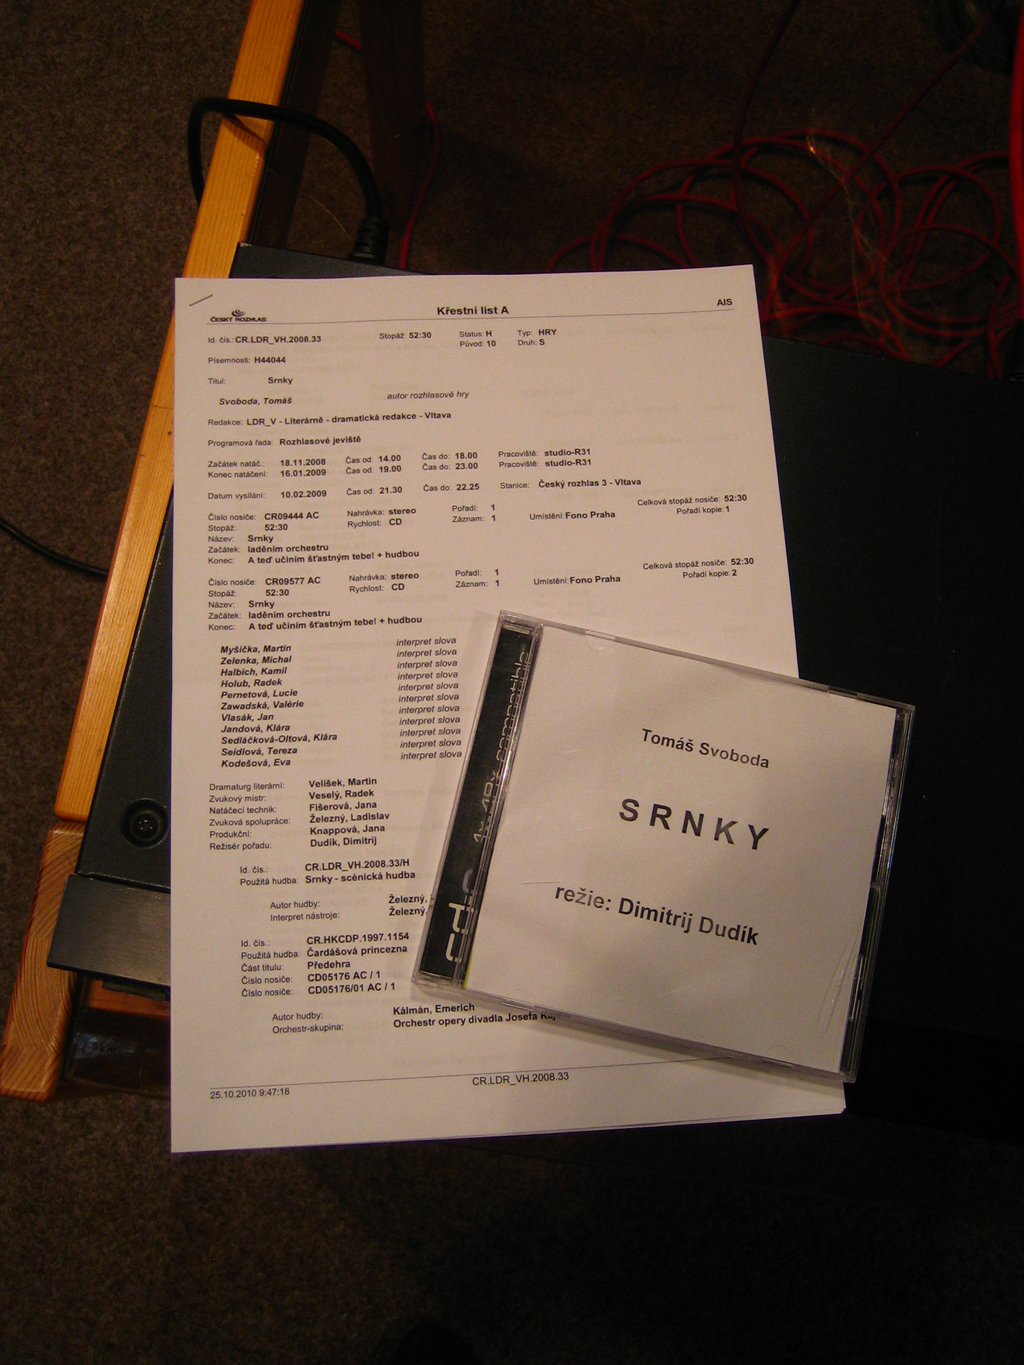 ČESKÝ ROZHLAS
Křestní list A
AIS
Id. čís.: CR.LDR_VH.2008.33 Stopáž: 52:30 Status: H Typ: HRY
Původ: 10 Druh: S
Písemnosti: H44044
Titul: Srnky
Svoboda, Tomáš autor rozhlasové hry
Redakce: LDR_V - Literárně - dramatická redakce - Vltava
Programová řada: Rozhlasové jeviště
Začátek natáč.: 18.11.2008 Čas od: 14.00 Čas do: 18.00 Pracoviště: studio-R31
Konec natáčení: 16.01.2009 Čas od: 19.00 Čas do: 23.00 Pracoviště: studio-R31
Datum vysílání: 10.02.2009 Čas od: 21.30 Čas do: 22.25 Stanice: Český rozhlas 3 - Vltava
Číslo nosiče: CR09444 AC Nahrávka: stereo Pořadí: 1 Celková stopáž nosiče: 52:30
Stopáž: 52:30 Rychlost: CD Záznam: 1 Umístění: Fono Praha Pořadí kopie: 1
Název: Srnky
Začátek: laděním orchestru
Konec: A teď učiním šťastným tebe! + hudbou
Číslo nosiče: CR09577 AC Nahrávka: stereo Pořadí: 1 Celková stopáž nosiče: 52:30
Stopáž: 52:30 Rychlost: CD Záznam: 1 Umístění: Fono Praha Pořadí kopie: 2
Název: Srnky
Začátek: laděním orchestru
Konec: A teď učiním šťastným tebe! + hudbou
Myšička, Martin interpret slova
Zelenka, Michal interpret slova
Halbich, Kamil interpret slova
Holub, Radek interpret slova
Pernetová, Lucie interpret slova
Zawadská, Valérie interpret slova
Vlasák, Jan interpret slova
Jandová, Klára interpret slova
Sedláčková-Oltová, Klára interpret slova
Seidlová, Tereza interpret slova
Kodešová, Eva interpret slova
Dramaturg literární: Velíšek, Martin
Zvukový mistr: Veselý, Radek
Natáčecí technik: Fišerová, Jana
Zvuková spolupráce: Železný, Ladislav
Produkční: Knappová, Jana
Režisér pořadu: Dudík, Dimitrij
Id. čís.: CR.LDR_VH.2008.33/H
Použitá hudba: Srnky - scénická hudba
Autor hudby: Železný,
Interpret nástroje: Železný,
Id. čís.: CR.HKCDP.1997.1154
Použitá hudba: Čardášová princezna
Část titulu: Předehra
Číslo nosiče: CD05176 AC / 1
Číslo nosiče: CD05176/01 AC / 1
Autor hudby: Kálmán, Emerich
Orchestr-skupina: Orchestr opery divadla Josefa
25.10.2010 9:47:18 CR.LDR_VH.2008.33
compatible
Tomáš Svoboda
SRNKY
režie: Dimitrij Dudík